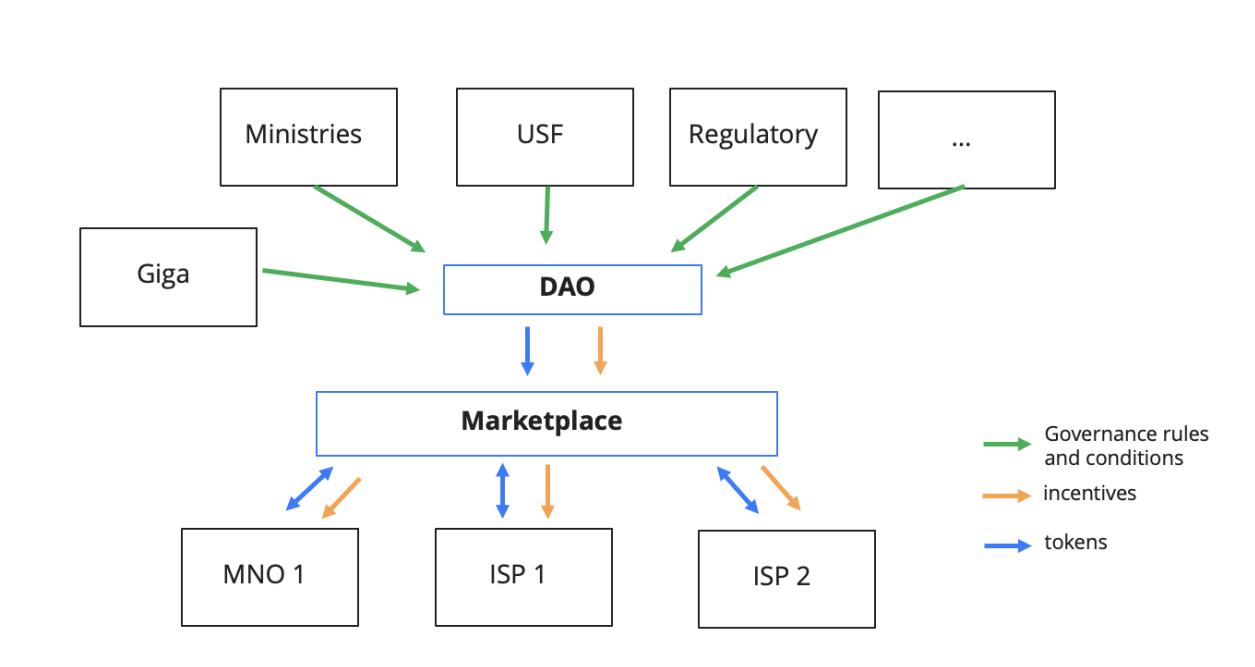 Ministries
USF
Regulatory
...
Giga
DAO
Marketplace
Governance rules
and conditions
incentives
tokens
MNO 1
ISP 1
ISP 2